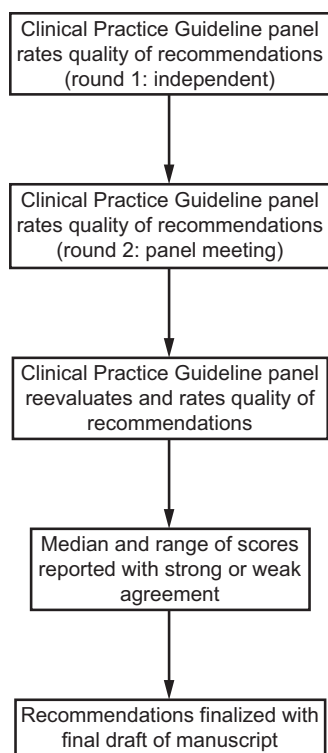 Clinical Practice Guideline panel
rates quality of recommendations
(round 1: independent)
Clinical Practice Guideline panel
rates quality of recommendations
(round 2: panel meeting)
Clinical Practice Guideline panel
reevaluates and rates quality of
recommendations
Median and range of scores
reported with strong or weak
agreement
Recommendations finalized with
final draft of manuscript